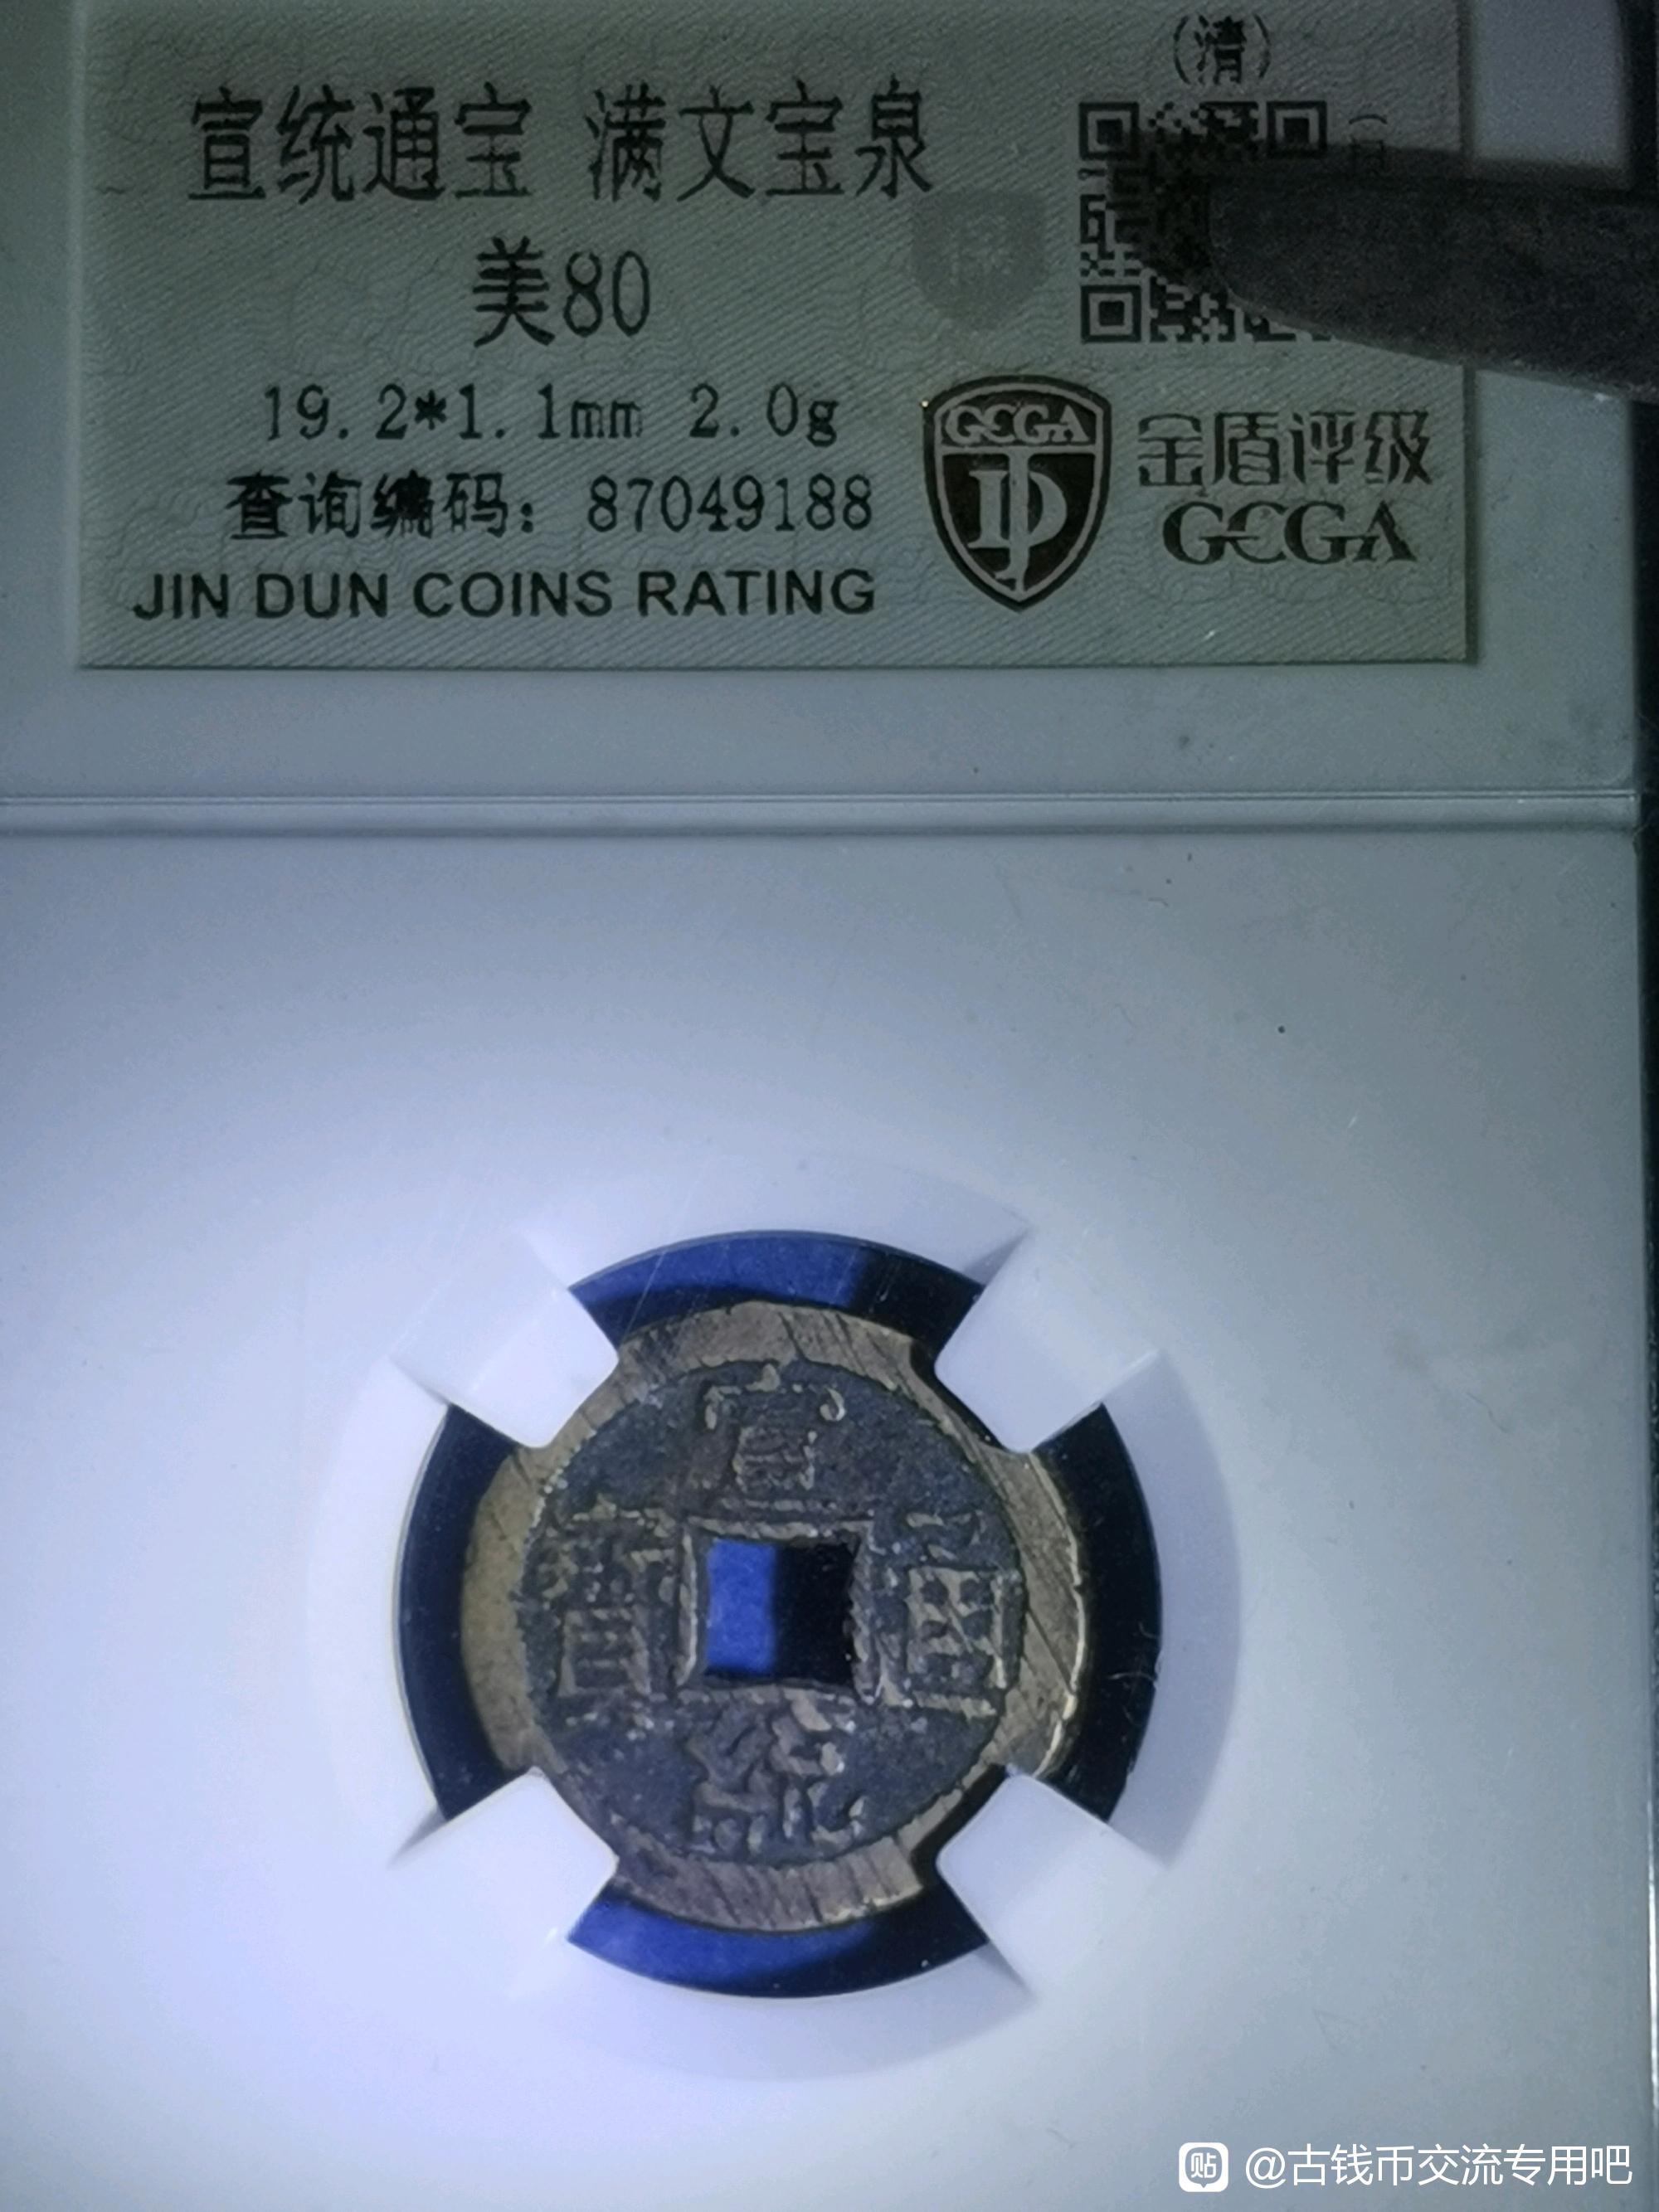 (清)
宣统通宝 满文宝泉
美80
19.2*1.1mm 2.0g
查询编码：87049188
JIN DUN COINS RATING
GCGA
金盾评级
GCGA
宣
寶 通
統
贴 @古钱币交流专用吧